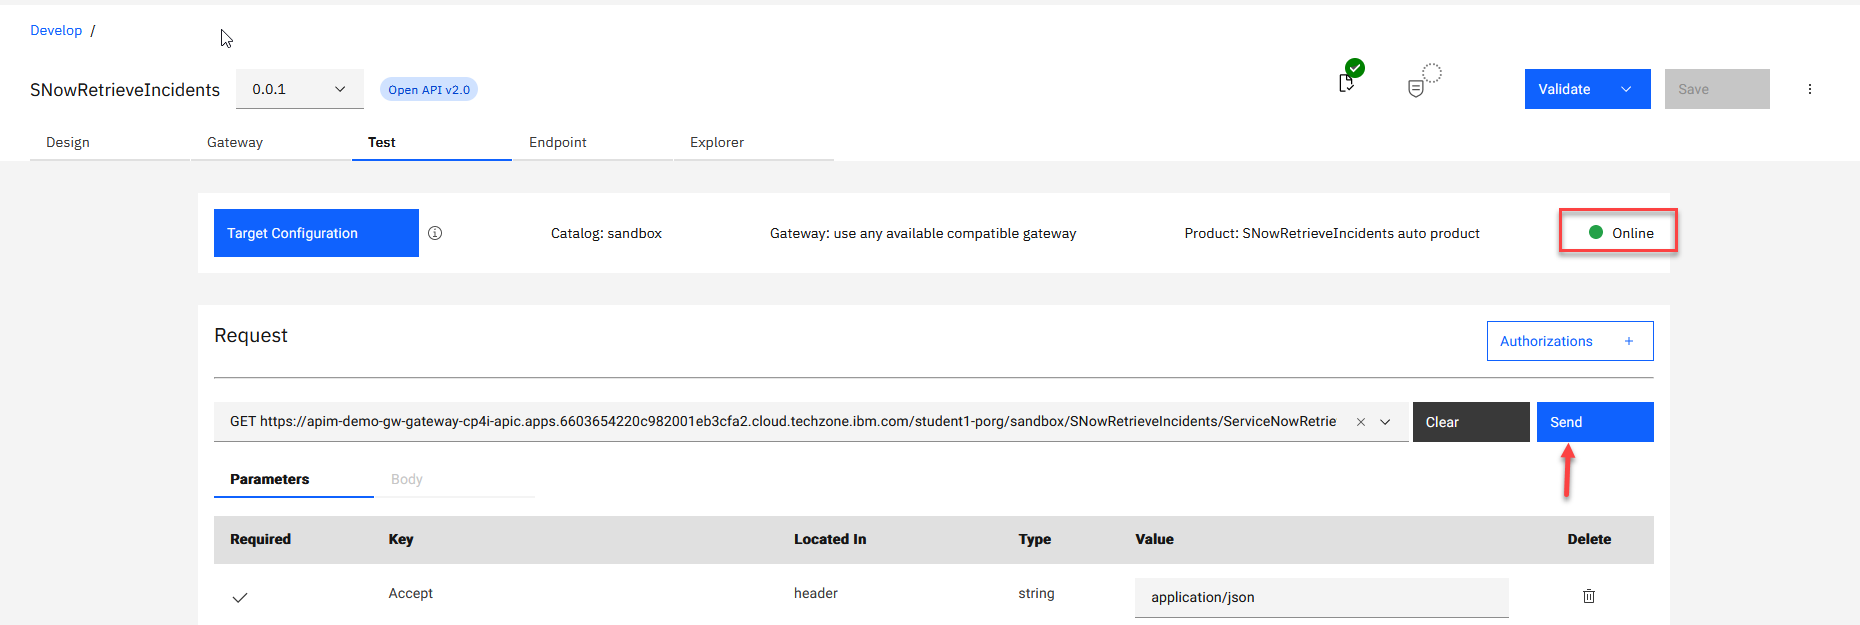 Develop /
SNowRetrieveIncidents 0.0.1 Open API v2.0 Validate Save
Design Gateway Test Endpoint Explorer
Target Configuration Catalog: sandbox Gateway: use any available compatible gateway Product: SNowRetrieveIncidents auto product Online
Request
Authorizations +
GET https://apim-demo-gw-gateway-cp4i-apic.apps.6603654220c982001eb3cfa2.cloud.techzone.ibm.com/student1-porg/sandbox/SNowRetrieveIncidents/ServiceNowRetrie Clear Send
Parameters Body
Required Key Located In Type Value Delete
Accept header string application/json